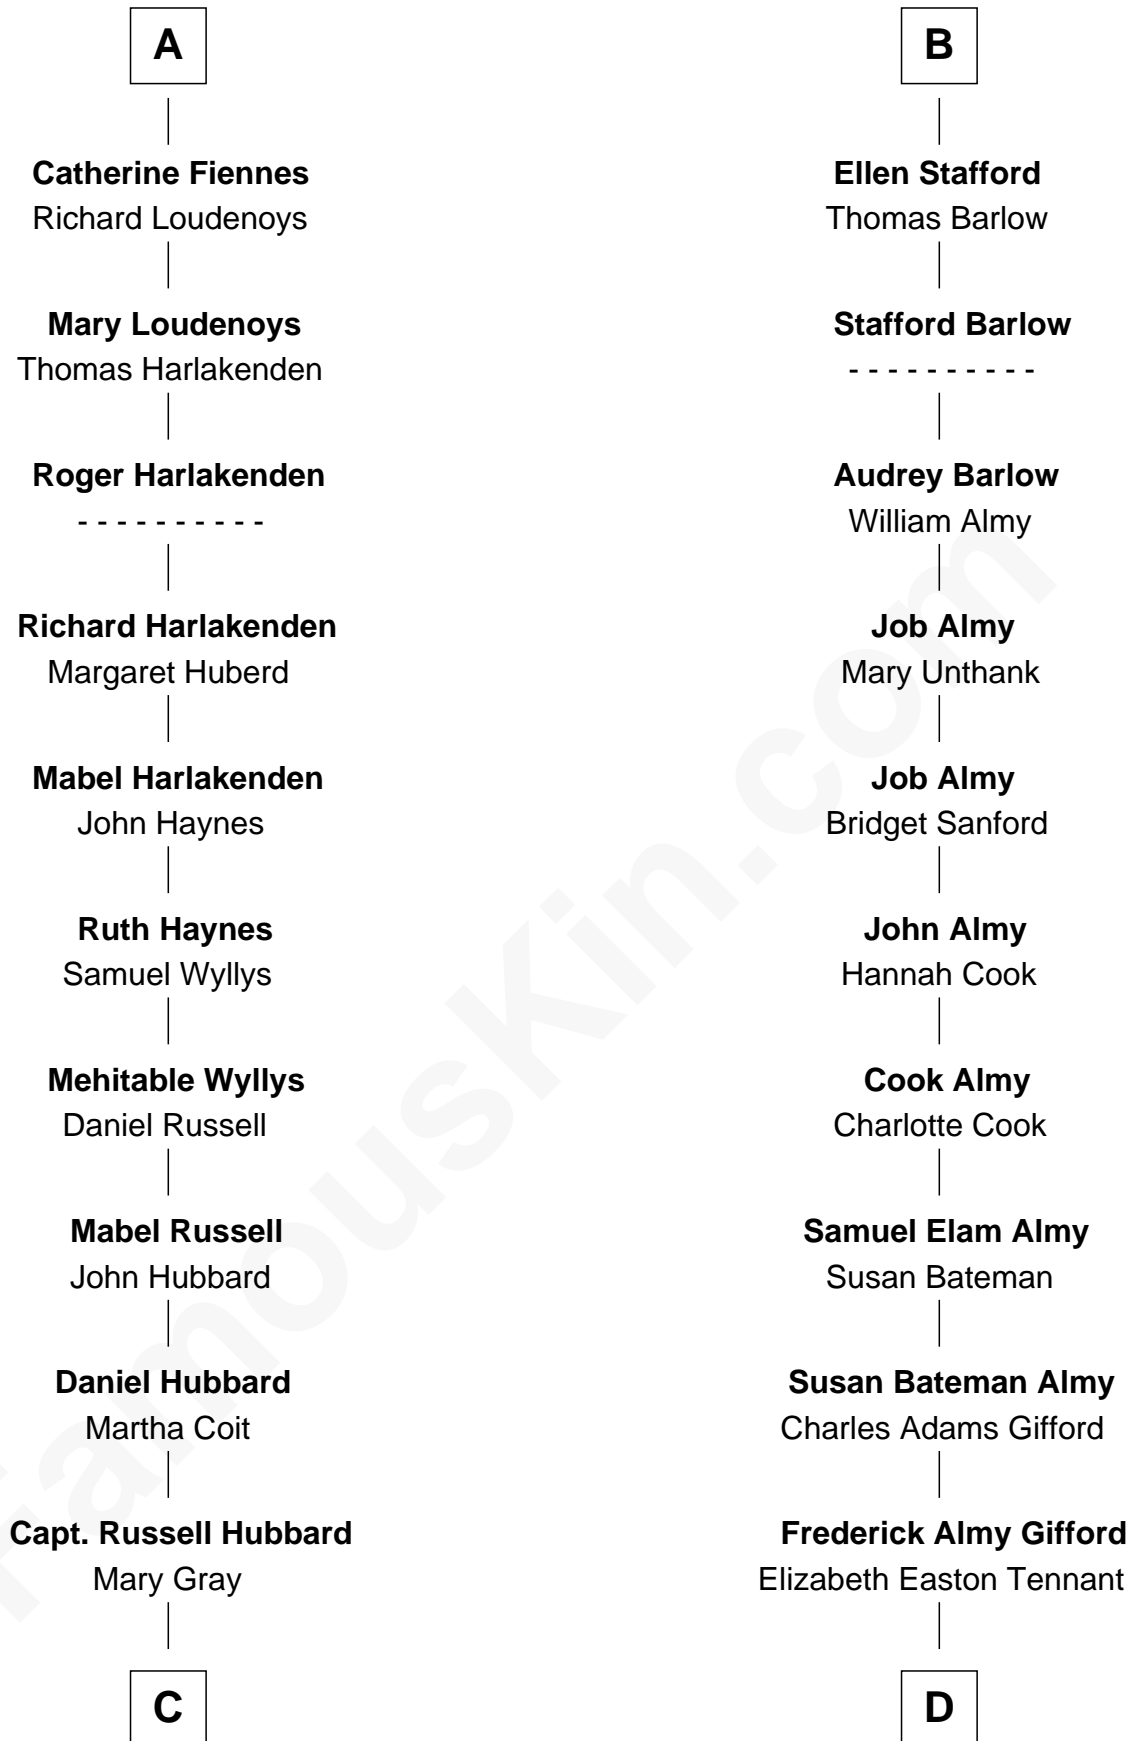 A
Catherine Fiennes
Richard Loudenoys
Mary Loudenoys
Thomas Harlakenden
Roger Harlakenden
- - - - - - - - - -
Richard Harlakenden
Margaret Huberd
Mabel Harlakenden
John Haynes
Ruth Haynes
Samuel Wyllys
Mehitable Wyllys
Daniel Russell
Mabel Russell
John Hubbard
Daniel Hubbard
Martha Coit
Capt. Russell Hubbard
Mary Gray
C
B
Ellen Stafford
Thomas Barlow
Stafford Barlow
- - - - - - - - - -
Audrey Barlow
William Almy
Job Almy
Mary Unthank
Job Almy
Bridget Sanford
John Almy
Hannah Cook
Cook Almy
Charlotte Cook
Samuel Elam Almy
Susan Bateman
Susan Bateman Almy
Charles Adams Gifford
Frederick Almy Gifford
Elizabeth Easton Tennant
D
FamousKin.com